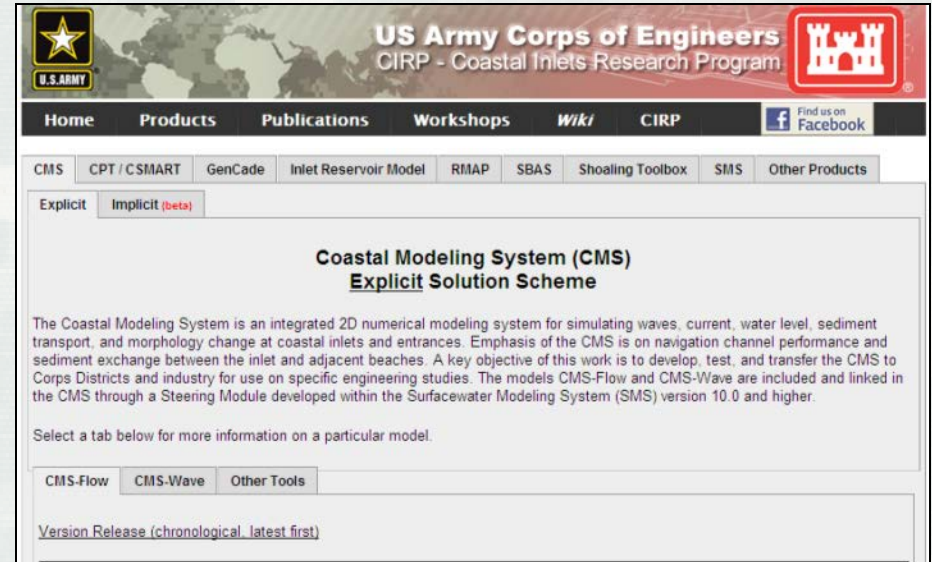 US Army Corps of Engineers
CIRP - Coastal Inlets Research Program
U.S.ARMY
Home Products Publications Workshops Wiki CIRP Find us on Facebook
CMS CPT / CSMART GenCade Inlet Reservoir Model RMAP SBAS Shoaling Toolbox SMS Other Products
Explicit Implicit (beta)
Coastal Modeling System (CMS)
Explicit Solution Scheme
The Coastal Modeling System is an integrated 2D numerical modeling system for simulating waves, current, water level, sediment
transport, and morphology change at coastal inlets and entrances. Emphasis of the CMS is on navigation channel performance and
sediment exchange between the inlet and adjacent beaches. A key objective of this work is to develop, test, and transfer the CMS to
Corps Districts and industry for use on specific engineering studies. The models CMS-Flow and CMS-Wave are included and linked in
the CMS through a Steering Module developed within the Surfacewater Modeling System (SMS) version 10.0 and higher.
Select a tab below for more information on a particular model.
CMS-Flow CMS-Wave Other Tools
Version Release (chronological, latest first)